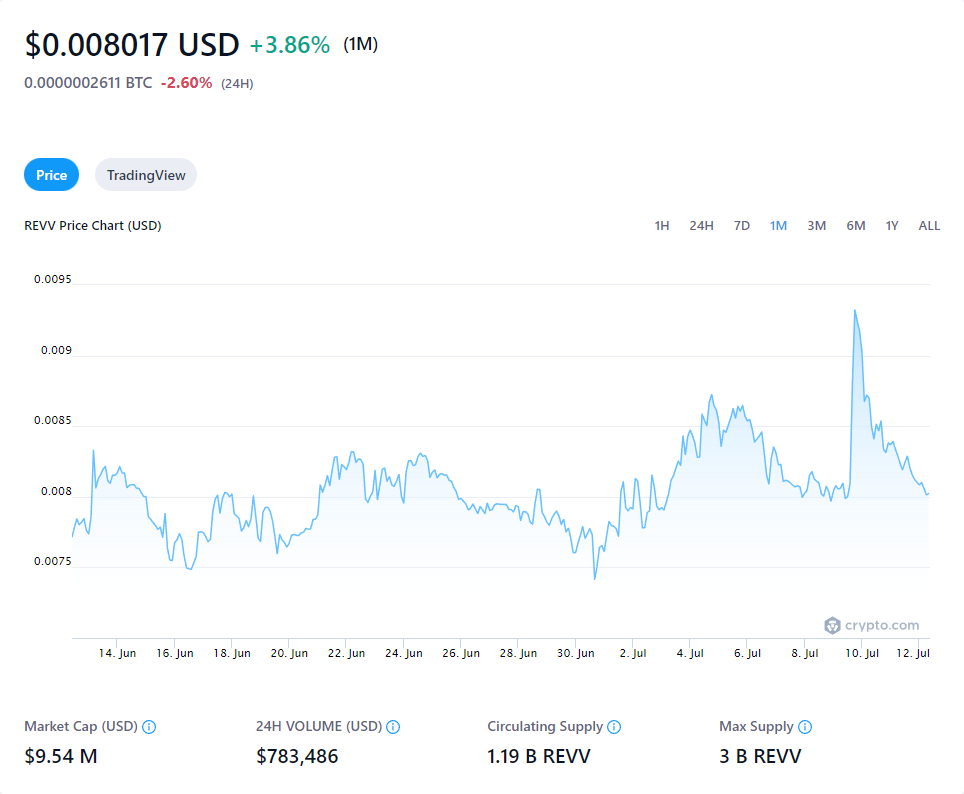 $0.008017 USD +3.86% (1M)
0.0000002611 BTC -2.60% (24H)
Price TradingView
REVV Price Chart (USD) 1H 24H 7D 1M 3M 6M 1Y ALL
0.0095
0.009
0.0085
0.008
0.0075
crypto.com
14. Jun 16. Jun 18. Jun 20. Jun 22. Jun 24. Jun 26. Jun 28. Jun 30. Jun 2. Jul 4. Jul 6. Jul 8. Jul 10. Jul 12. Jul
Market Cap (USD) 24H VOLUME (USD) Circulating Supply Max Supply
$9.54 M $783,486 1.19 B REVV 3 B REVV